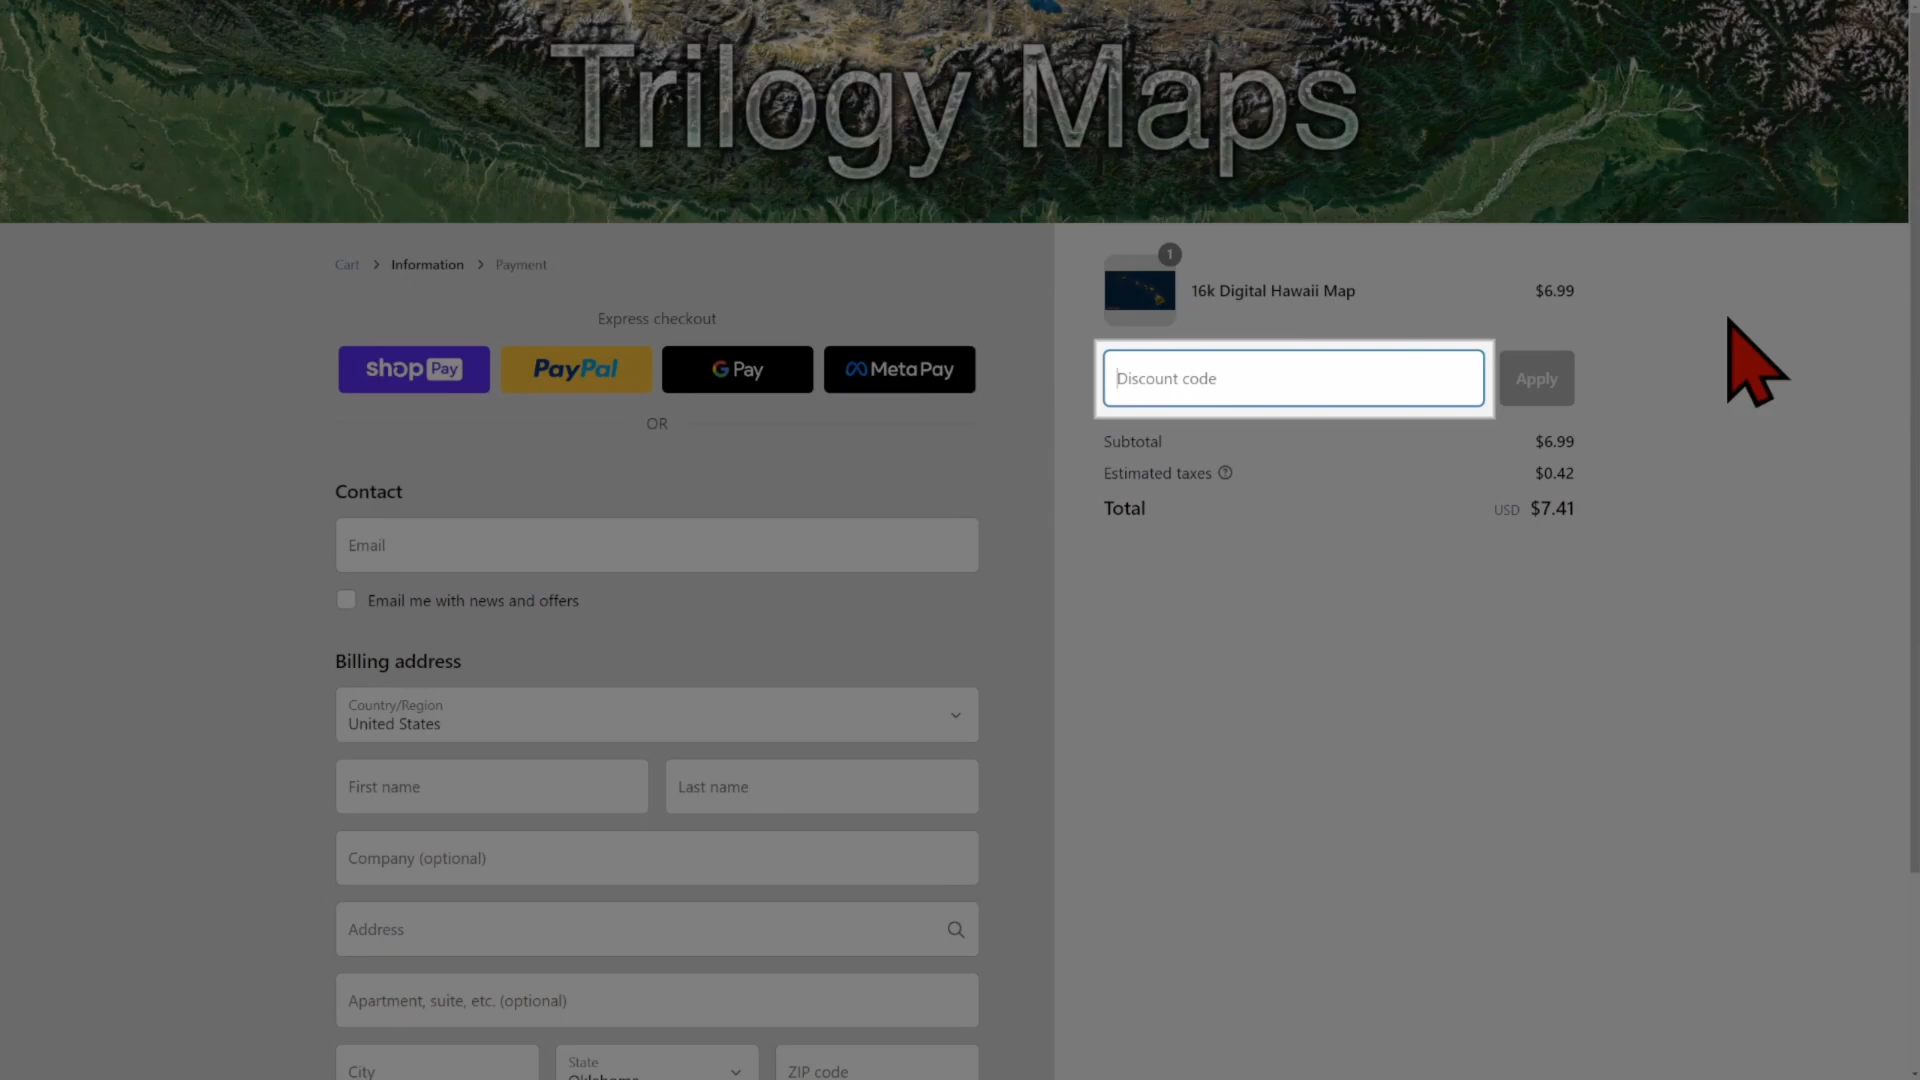 Trilogy Maps
Cart > Information > Payment
Express checkout
shop Pay
PayPal
G Pay
Meta Pay
OR
Contact
Email
Email me with news and offers
Billing address
Country/Region
United States
First name
Last name
Company (optional)
Address
Apartment, suite, etc. (optional)
City
State
Oklahoma
ZIP code
1
16k Digital Hawaii Map $6.99
Discount code
Apply
Subtotal $6.99
Estimated taxes $0.42
Total USD $7.41